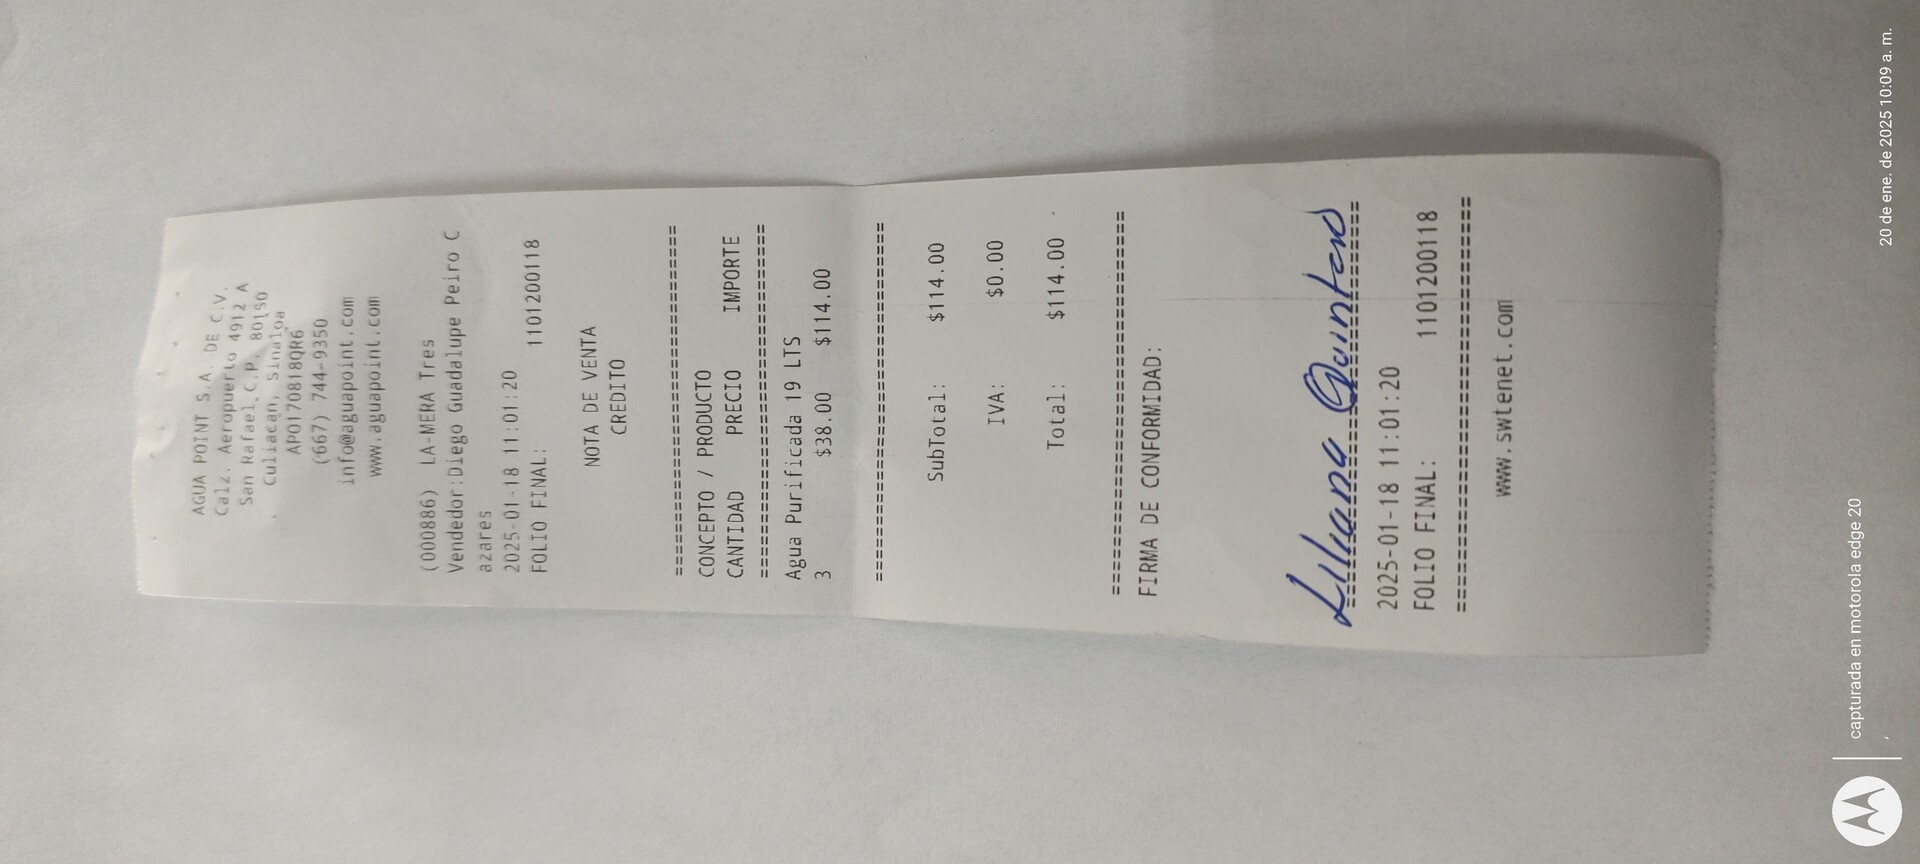 AGUA POINT S.A. DE C.V.
Calz. Aeropuerto 4912 A
San Rafael C.P. 80150
Culiacan, Sinaloa
APO170818QR6
(667) 744-9350
info@aguapoint.com
www.aguapoint.com
(000886) LA-MERA Tres
Vendedor:Diego Guadalupe Peiro C
azares
2025-01-18 11:01:20
FOLIO FINAL: 1101200118
NOTA DE VENTA
CREDITO
================================
CONCEPTO / PRODUCTO
CANTIDAD PRECIO IMPORTE
================================
Agua Purificada 19 LTS
3 $38.00 $114.00
================================
SubTotal: $114.00
IVA: $0.00
Total: $114.00
================================
FIRMA DE CONFORMIDAD:
Liliana Quintero
================================
2025-01-18 11:01:20
FOLIO FINAL: 1101200118
================================
www.swtenet.com
capturada en motorola edge 20
20 de ene. de 2025 10:09 a. m.